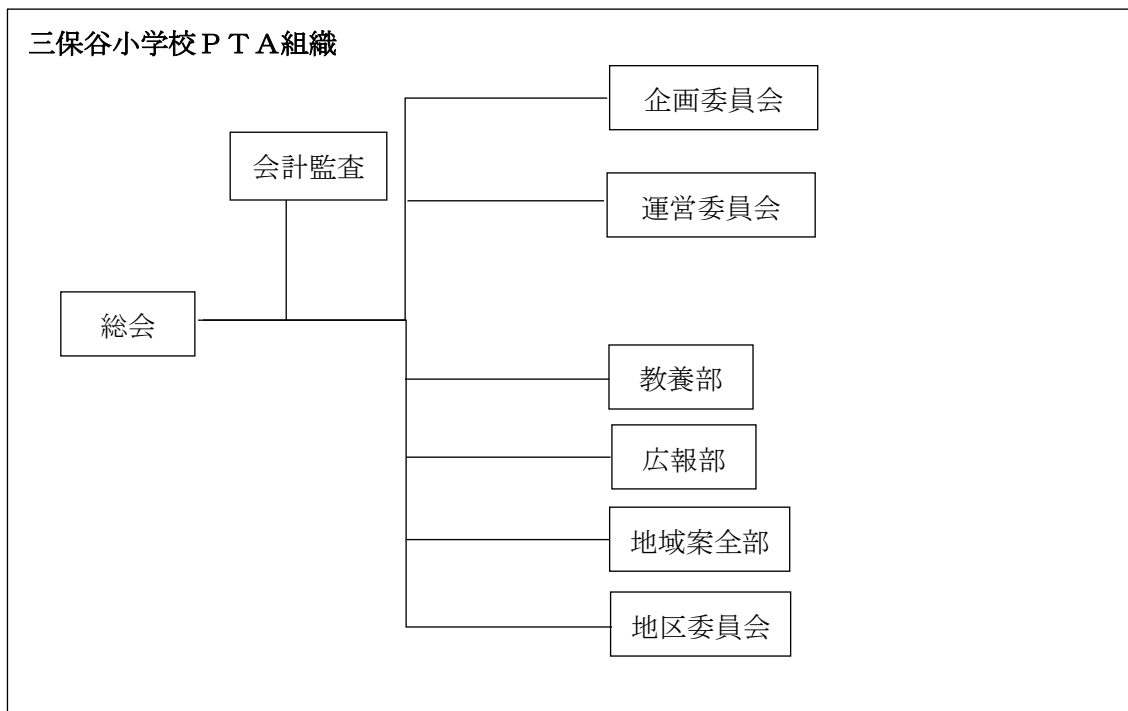 三保谷小学校ＰＴＡ組織
企画委員会
会計監査
運営委員会
総会
教養部
広報部
地域案全部
地区委員会